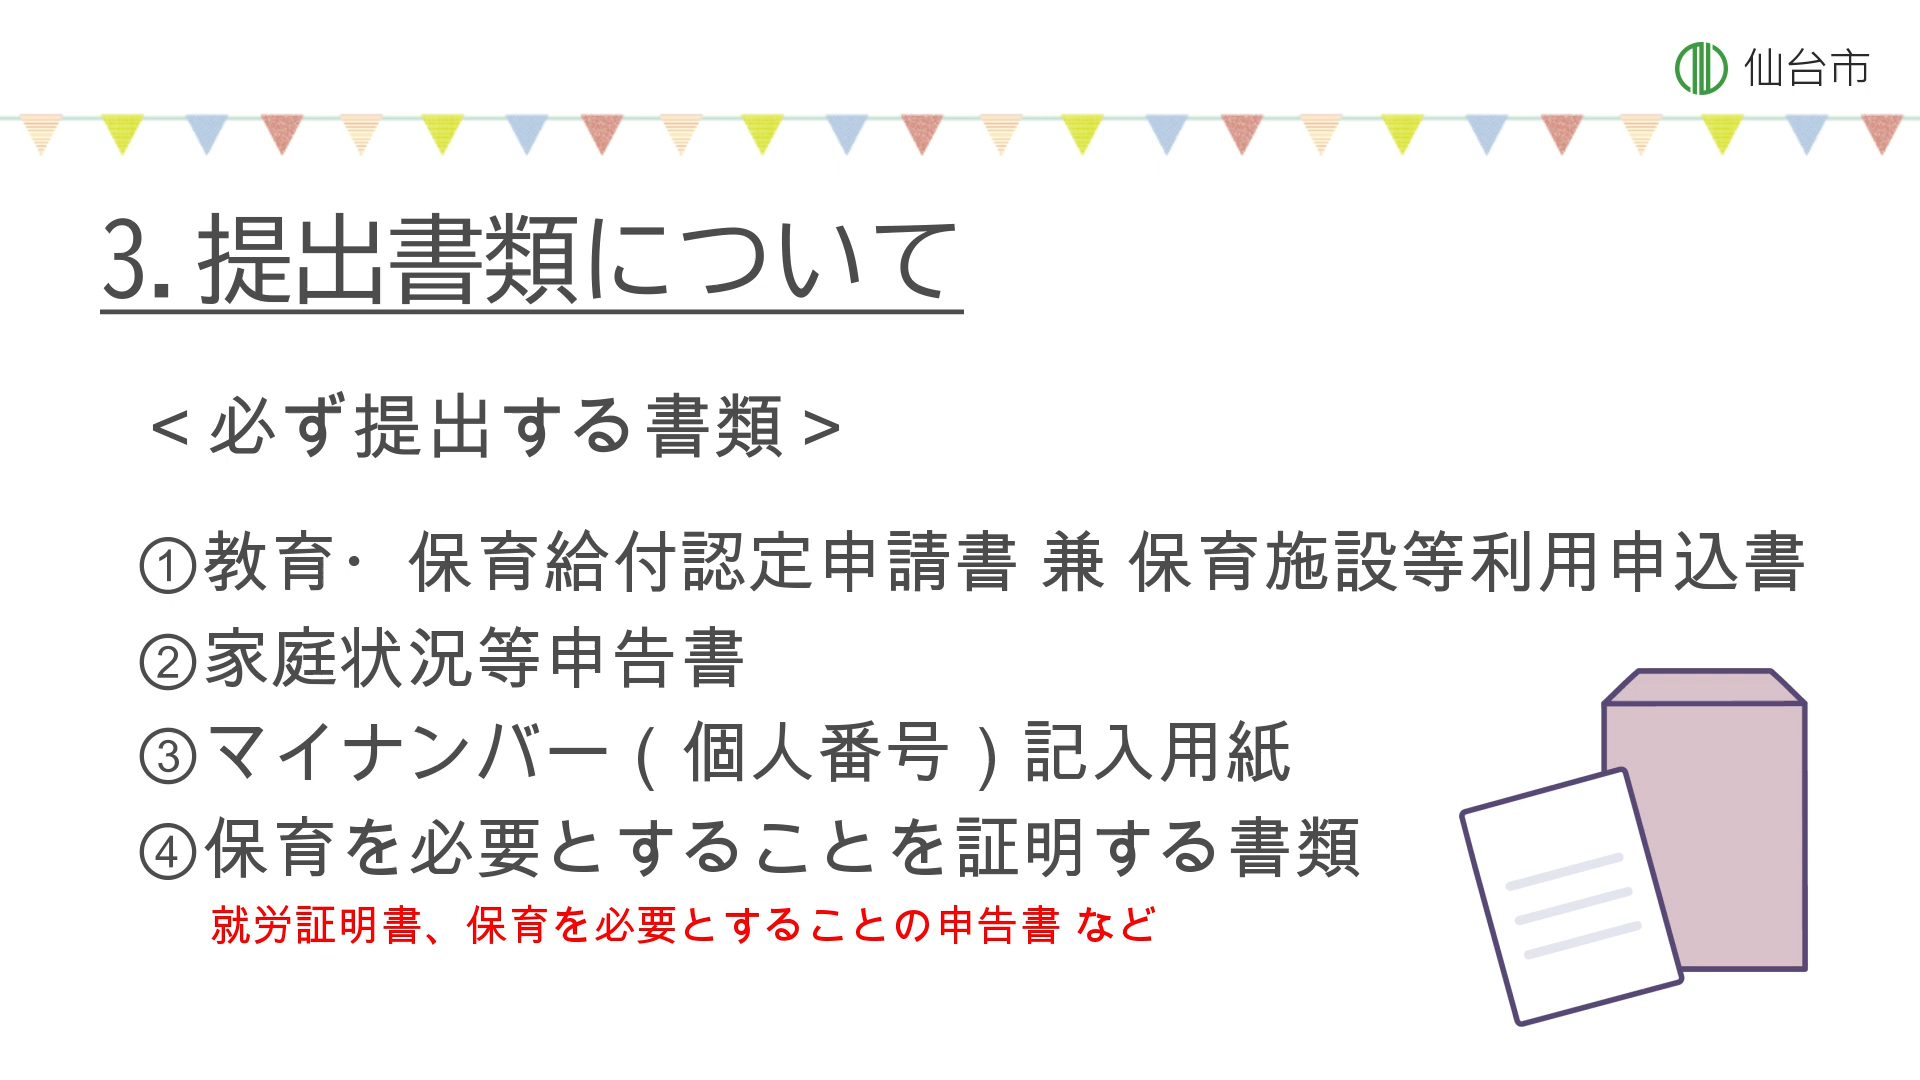 仙台市
3.提出書類について
<必ず提出する書類>
①教育・保育給付認定申請書 兼 保育施設等利用申込書
②家庭状況等申告書
③マイナンバー(個人番号)記入用紙
④保育を必要とすることを証明する書類
就労証明書、保育を必要とすることの申告書 など